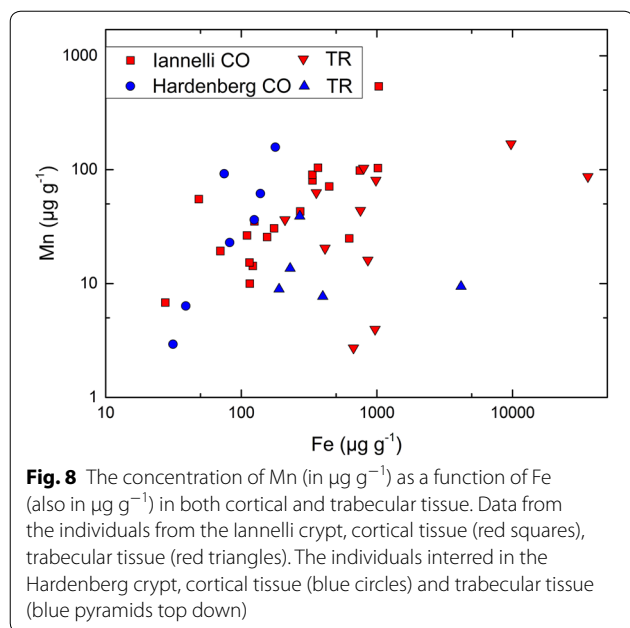 1000
100
10
1
Mn (µg g⁻¹)
Iannelli CO TR
Hardenberg CO TR
10 100 1000 10000
Fe (µg g⁻¹)
Fig. 8 The concentration of Mn (in µg g⁻¹) as a function of Fe
(also in µg g⁻¹) in both cortical and trabecular tissue. Data from
the individuals from the Iannelli crypt, cortical tissue (red squares),
trabecular tissue (red triangles). The individuals interred in the
Hardenberg crypt, cortical tissue (blue circles) and trabecular tissue
(blue pyramids top down)